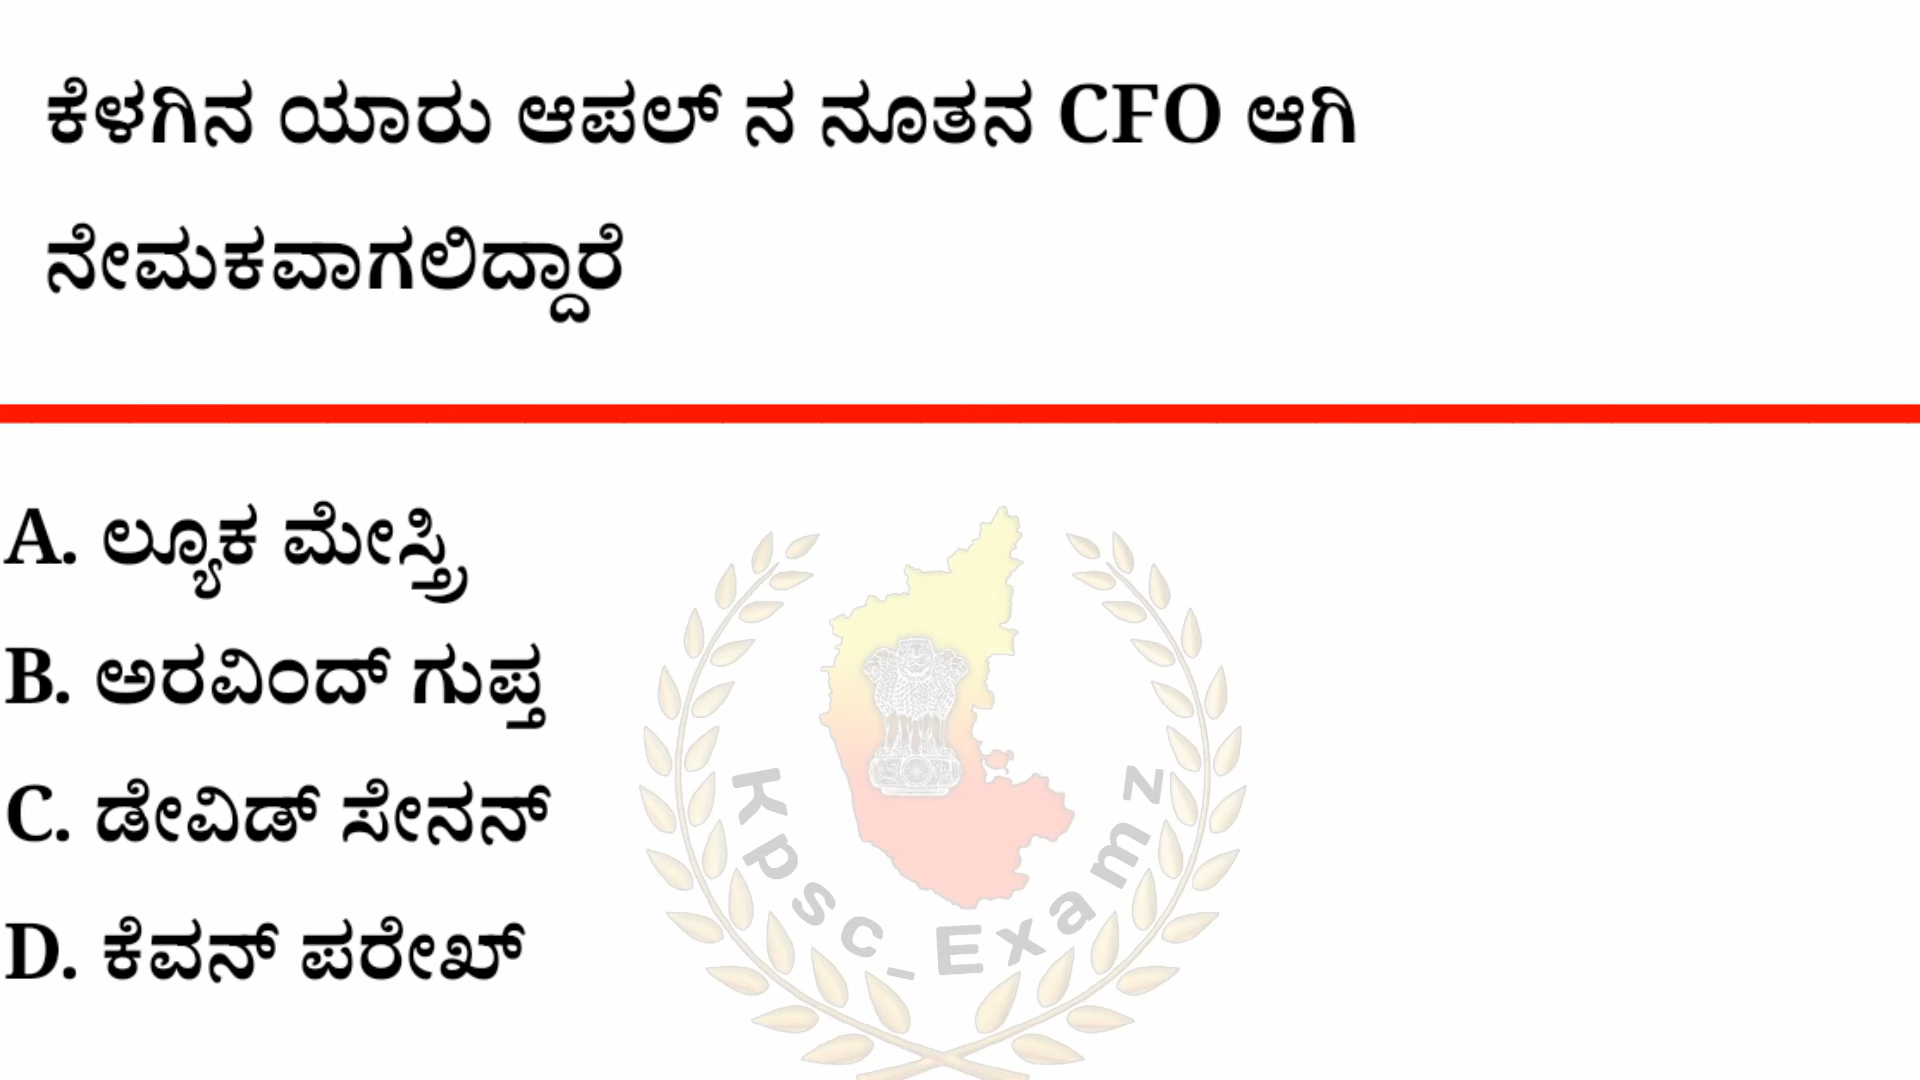 ಕೆಳಗಿನ ಯಾರು ಆಪಲ್ ನ ನೂತನ CFO ಆಗಿ
ನೇಮಕವಾಗಲಿದ್ದಾರೆ
A. ಲ್ಯೂಕ ಮೇಸ್ತ್ರಿ
B. ಅರವಿಂದ್ ಗುಪ್ತ
C. ಡೇವಿಡ್ ಸೇನನ್
D. ಕೆವನ್ ಪರೇಖ್
Kpsc_Examz